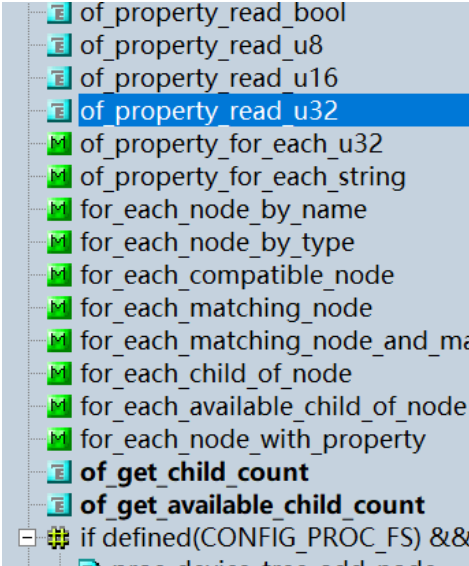 of_property_read_bool
of_property_read_u8
of_property_read_u16
of_property_read_u32
of_property_for_each_u32
of_property_for_each_string
for_each_node_by_name
for_each_node_by_type
for_each_compatible_node
for_each_matching_node
for_each_matching_node_and_ma
for_each_child_of_node
for_each_available_child_of_node
for_each_node_with_property
of_get_child_count
of_get_available_child_count
if defined(CONFIG_PROC_FS) &&